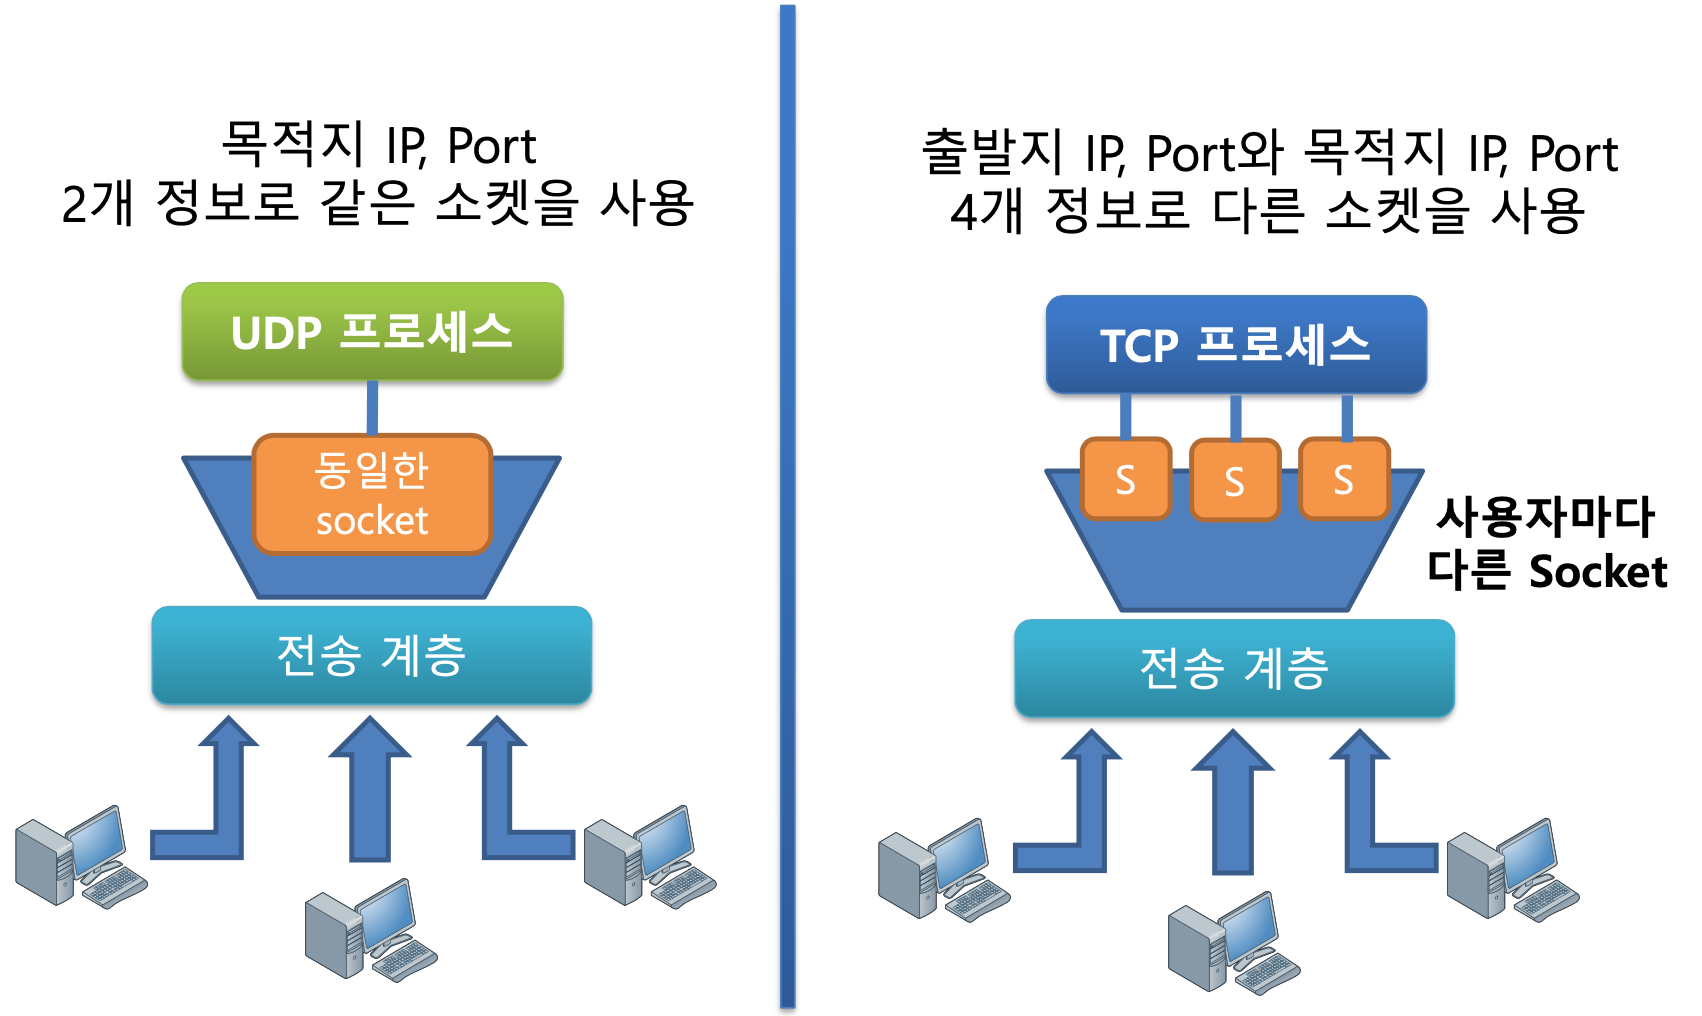 목적지 IP, Port
2개 정보로 같은 소켓을 사용
UDP 프로세스
동일한
socket
전송 계층
출발지 IP, Port와 목적지 IP, Port
4개 정보로 다른 소켓을 사용
TCP 프로세스
S
S
S
사용자마다
다른 Socket
전송 계층